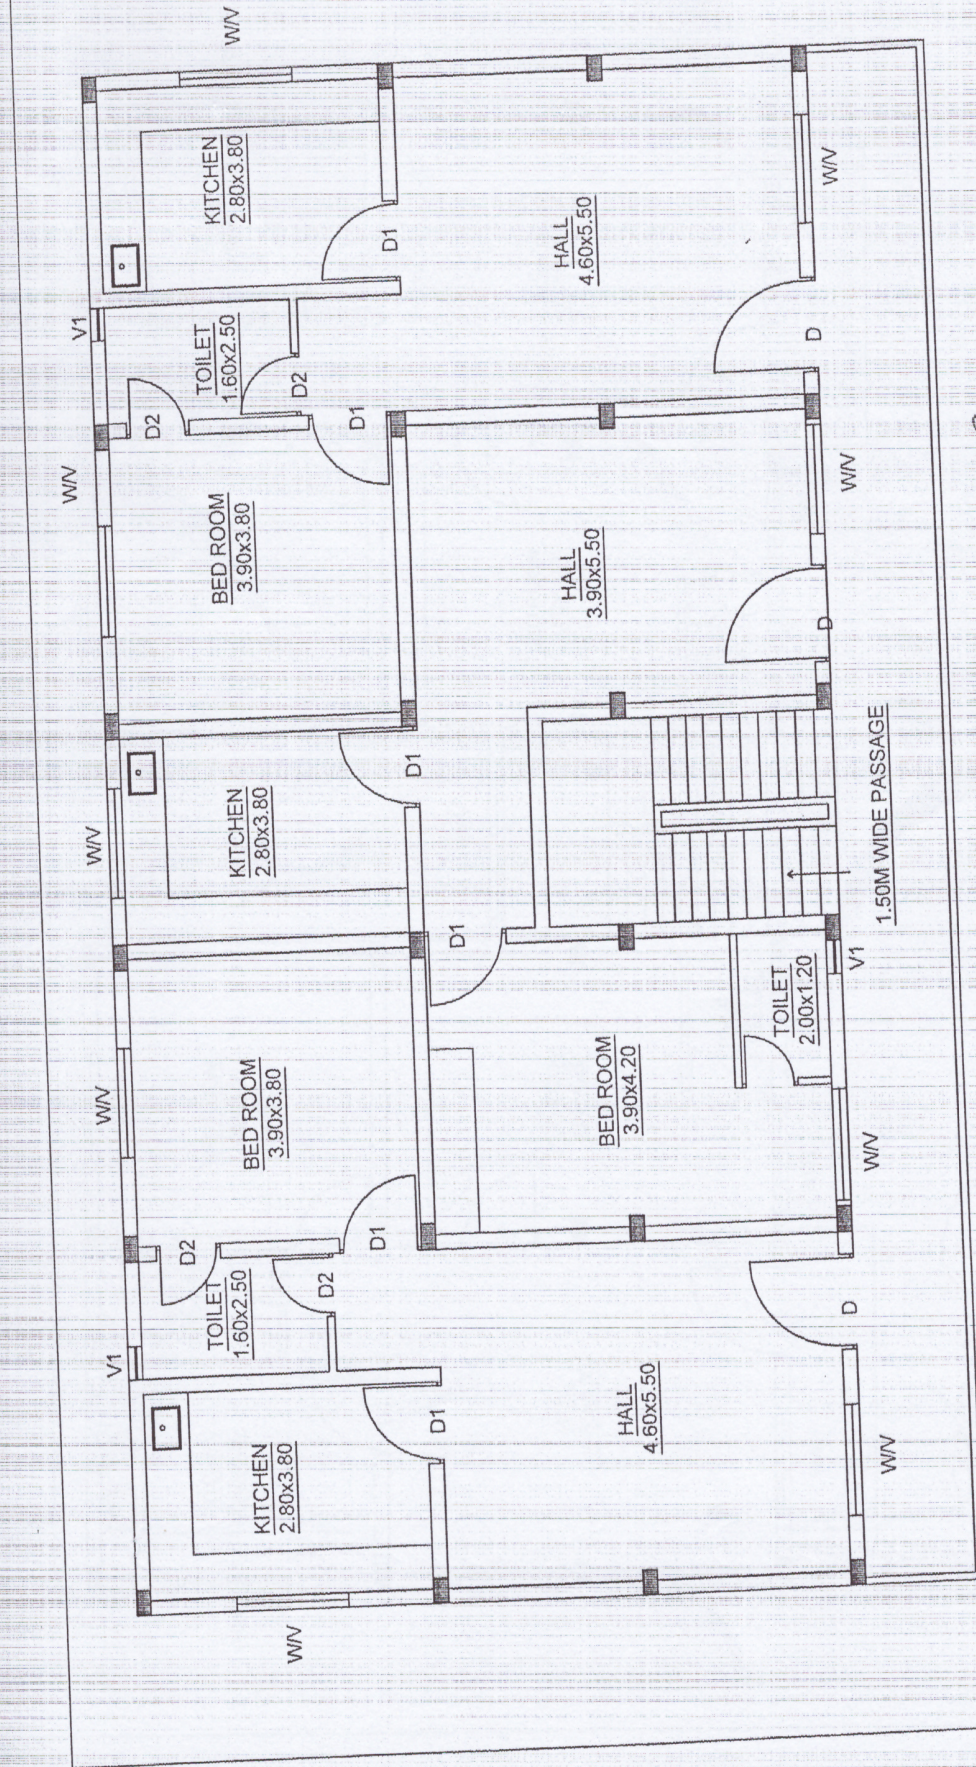 W/V
KITCHEN
2.80x3.80
D1
HALL
4.60x5.50
W/V
V1
TOILET
1.60x2.50
D2
D2
D1
D
W/V
BED ROOM
3.90x3.80
HALL
3.90x5.50
W/V
D
W/V
KITCHEN
2.80x3.80
D1
D1
1.50M WIDE PASSAGE
W/V
BED ROOM
3.90x3.80
BED ROOM
3.90x4.20
TOILET
2.00x1.20
V1
W/V
D2
D1
V1
TOILET
1.60x2.50
D2
D
KITCHEN
2.80x3.80
D1
HALL
4.60x5.50
W/V
W/V